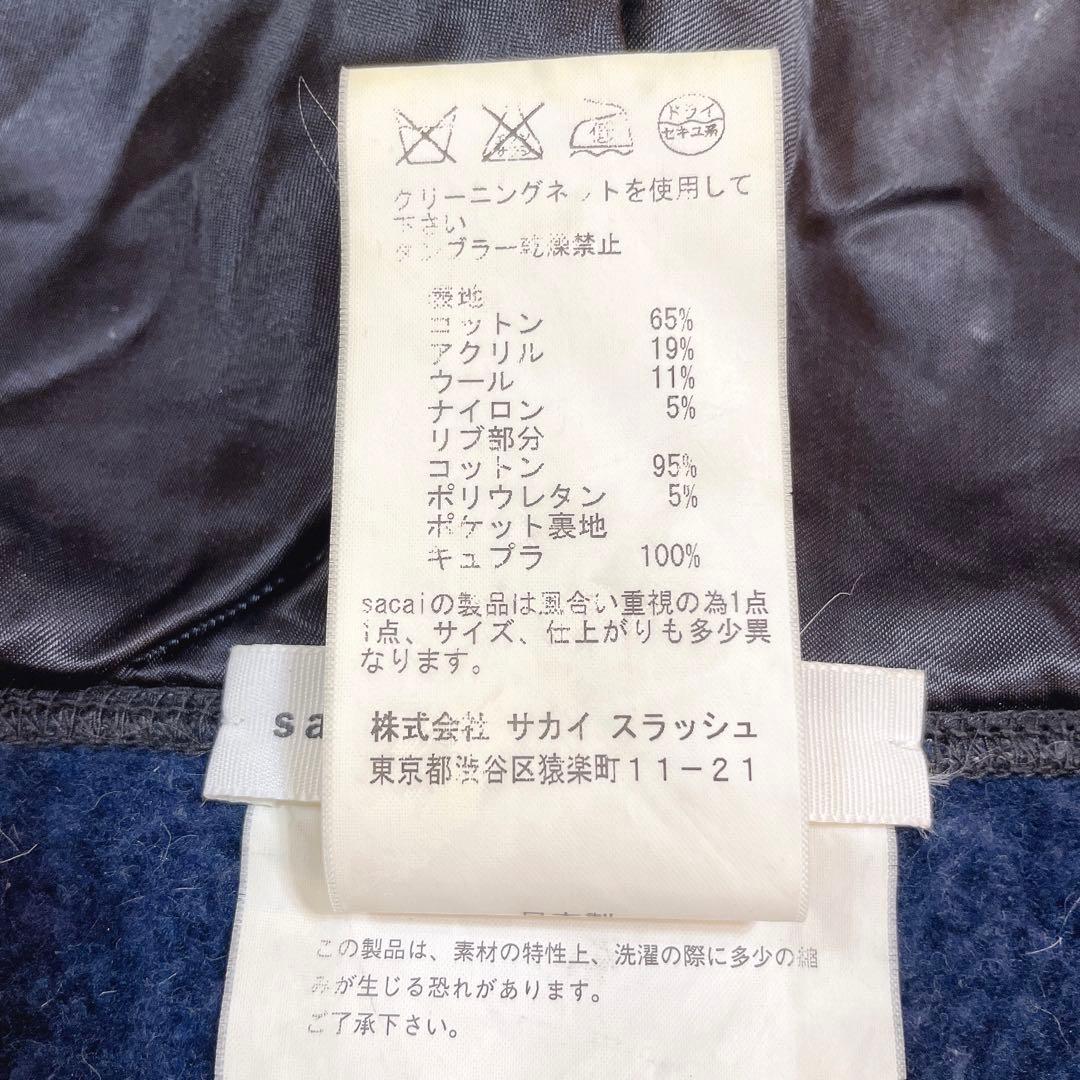 低
ドライ
セキユ系
クリーニングネットを使用して
下さい
タンブラー乾燥禁止
表地
コットン 65%
アクリル 19%
ウール 11%
ナイロン 5%
リブ部分
コットン 95%
ポリウレタン 5%
ポケット裏地
キュプラ 100%
sacaiの製品は風合い重視の為1点
1点、サイズ、仕上がりも多少異
なります。
株式会社 サカイ スラッシュ
東京都渋谷区猿楽町11-21
sa
この製品は、素材の特性上、洗濯の際に多少の縮
みが生じる恐れがあります。
ご了承下さい。